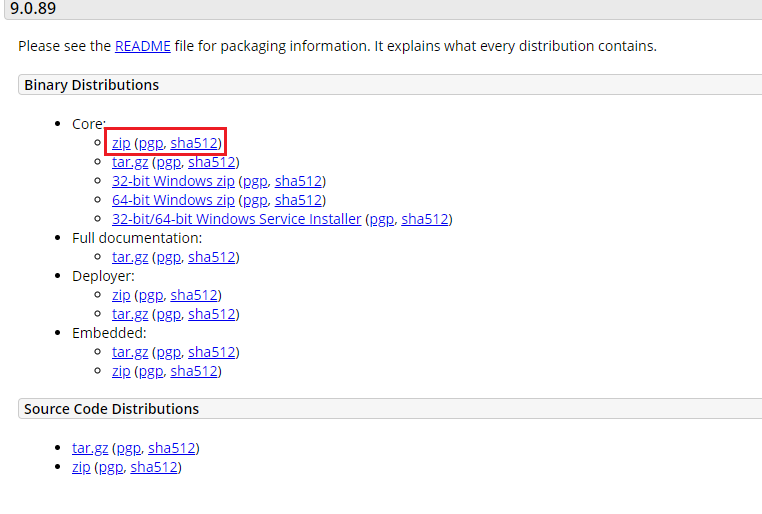 9.0.89
Please see the README file for packaging information. It explains what every distribution contains.
Binary Distributions
Core:
zip (pgp, sha512)
tar.gz (pgp, sha512)
32-bit Windows zip (pgp, sha512)
64-bit Windows zip (pgp, sha512)
32-bit/64-bit Windows Service Installer (pgp, sha512)
Full documentation:
tar.gz (pgp, sha512)
Deployer:
zip (pgp, sha512)
tar.gz (pgp, sha512)
Embedded:
tar.gz (pgp, sha512)
zip (pgp, sha512)
Source Code Distributions
tar.gz (pgp, sha512)
zip (pgp, sha512)